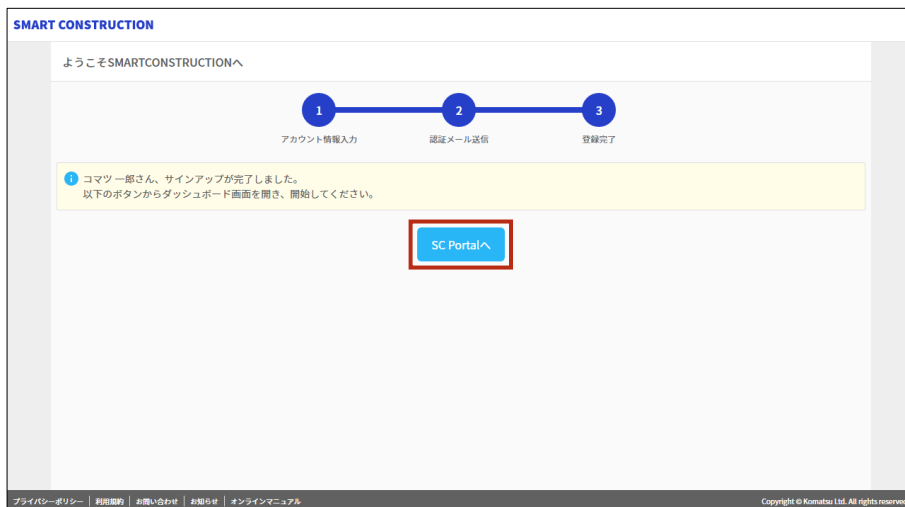 SMART CONSTRUCTION
ようこそSMARTCONSTRUCTIONへ
1
2
3
アカウント情報入力
認証メール送信
登録完了
コマツ 一郎さん、サインアップが完了しました。
以下のボタンからダッシュボード画面を開き、開始してください。
SC Portalへ
プライバシーポリシー | 利用規約 | お問い合わせ | お知らせ | オンラインマニュアル
Copyright © Komatsu Ltd. All rights reserved